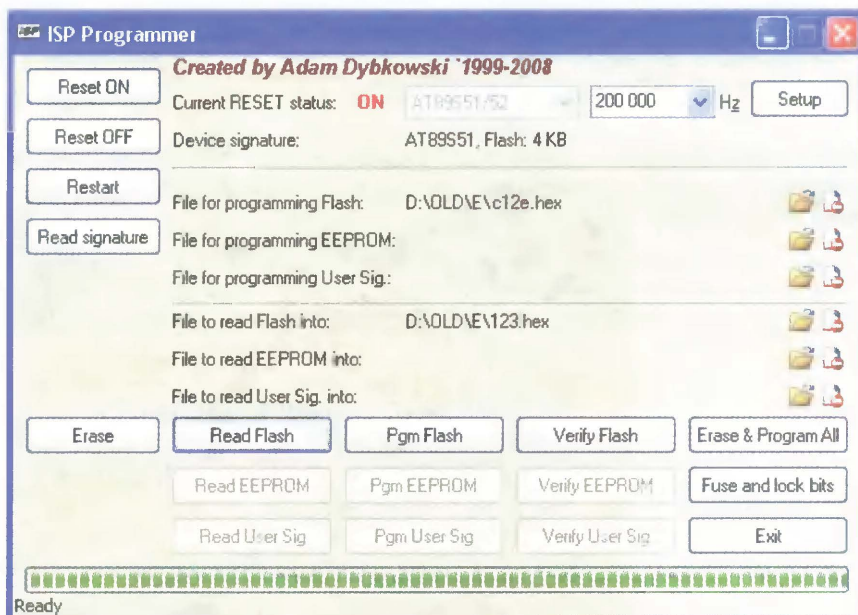 ISP ISP Programmer
Created by Adam Dybkowski `1999-2008
Reset ON
Current RESET status: ON AT89S51/52 200 000 Hz Setup
Reset OFF
Device signature: AT89S51, Flash: 4 KB
Restart
File for programming Flash: D:\OLD\E\c12e.hex
Read signature
File for programming EEPROM:
File for programming User Sig.:
File to read Flash into: D:\OLD\E\123.hex
File to read EEPROM into:
File to read User Sig. into:
Erase Read Flash Pgm Flash Verify Flash Erase & Program All
Read EEPROM Pgm EEPROM Verify EEPROM Fuse and lock bits
Read User Sig Pgm User Sig Verify User Sig Exit
Ready